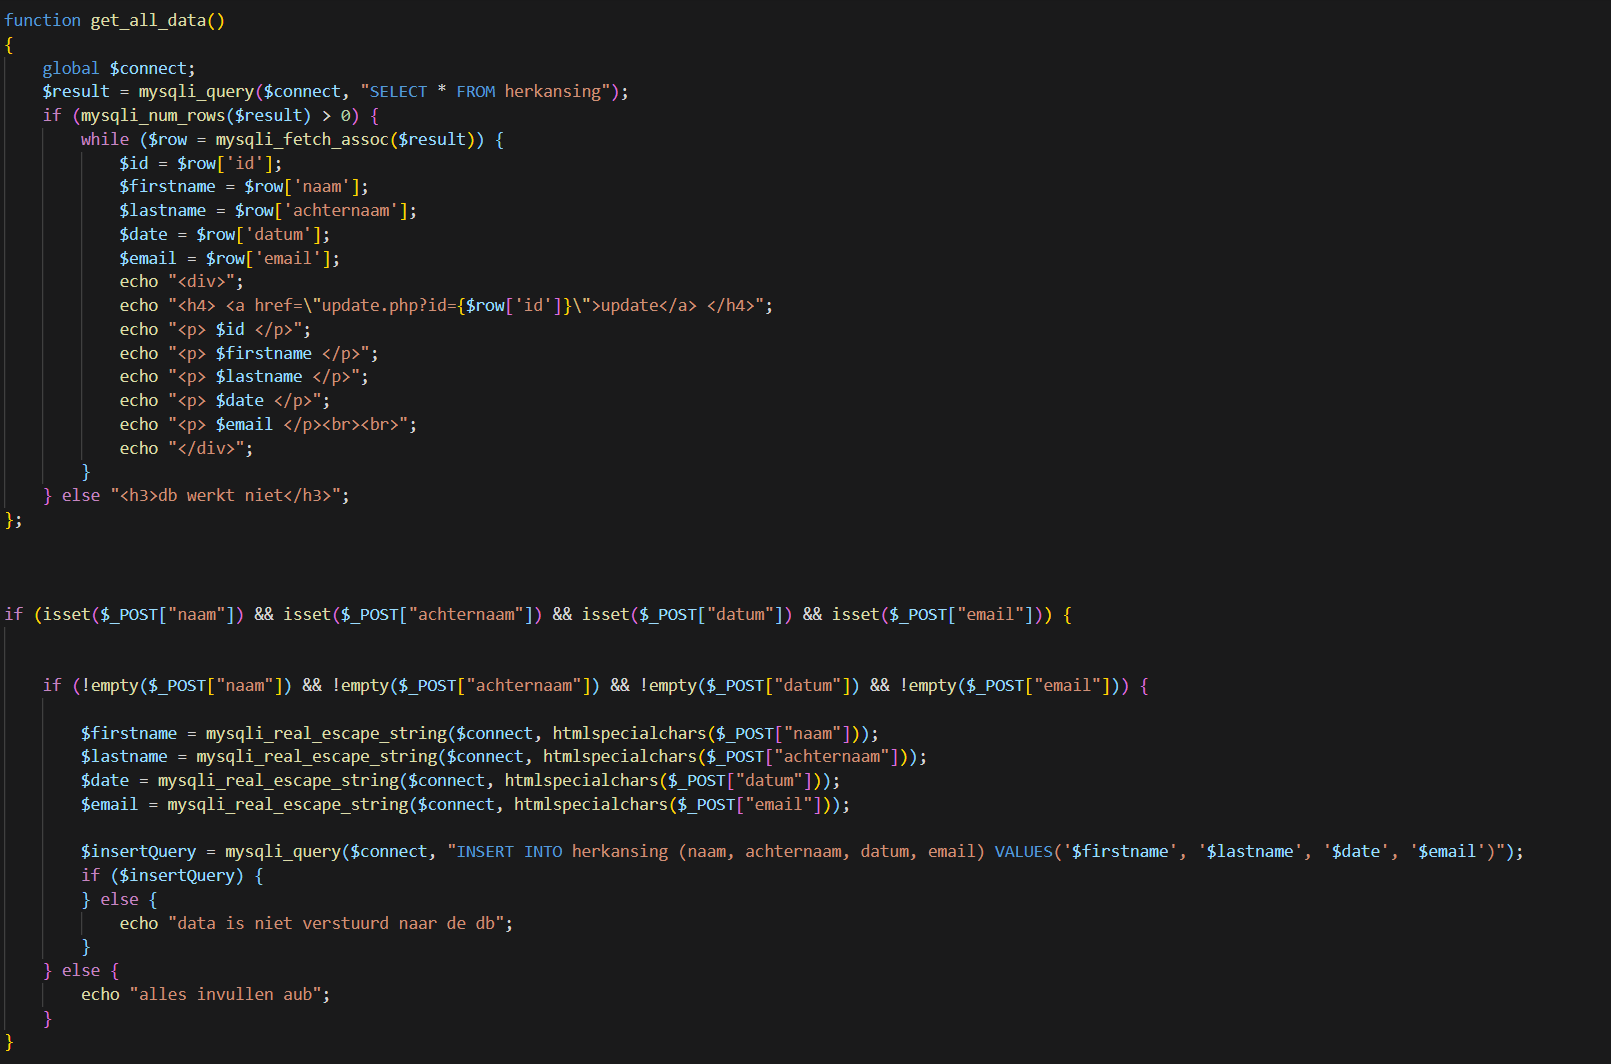 function get_all_data()
{
    global $connect;
    $result = mysqli_query($connect, "SELECT * FROM herkansing");
    if (mysqli_num_rows($result) > 0) {
        while ($row = mysqli_fetch_assoc($result)) {
            $id = $row['id'];
            $firstname = $row['naam'];
            $lastname = $row['achternaam'];
            $date = $row['datum'];
            $email = $row['email'];
            echo "<div>";
            echo "<h4> <a href=\"update.php?id={$row['id']}\">update</a> </h4>";
            echo "<p> $id </p>";
            echo "<p> $firstname </p>";
            echo "<p> $lastname </p>";
            echo "<p> $date </p>";
            echo "<p> $email </p><br><br>";
            echo "</div>";
        }
    } else "<h3>db werkt niet</h3>";
};
if (isset($_POST["naam"]) && isset($_POST["achternaam"]) && isset($_POST["datum"]) && isset($_POST["email"])) {
    if (!empty($_POST["naam"]) && !empty($_POST["achternaam"]) && !empty($_POST["datum"]) && !empty($_POST["email"])) {
        $firstname = mysqli_real_escape_string($connect, htmlspecialchars($_POST["naam"]));
        $lastname = mysqli_real_escape_string($connect, htmlspecialchars($_POST["achternaam"]));
        $date = mysqli_real_escape_string($connect, htmlspecialchars($_POST["datum"]));
        $email = mysqli_real_escape_string($connect, htmlspecialchars($_POST["email"]));
        $insertQuery = mysqli_query($connect, "INSERT INTO herkansing (naam, achternaam, datum, email) VALUES('$firstname', '$lastname', '$date', '$email')");
        if ($insertQuery) {
        } else {
            echo "data is niet verstuurd naar de db";
        }
    } else {
        echo "alles invullen aub";
    }
}